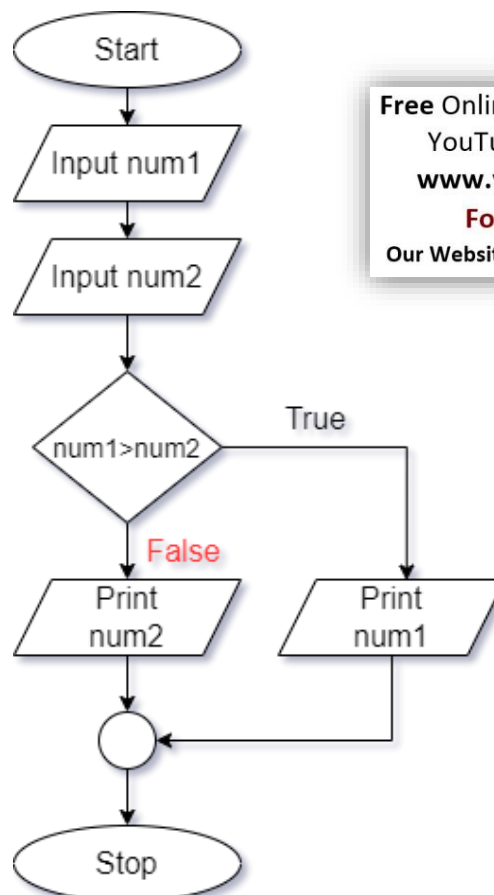 Start
Input num1
Input num2
num1>num2
True
False
Print
num2
Print
num1
Stop
Free
YouTu
www.
Fo
Our Websit